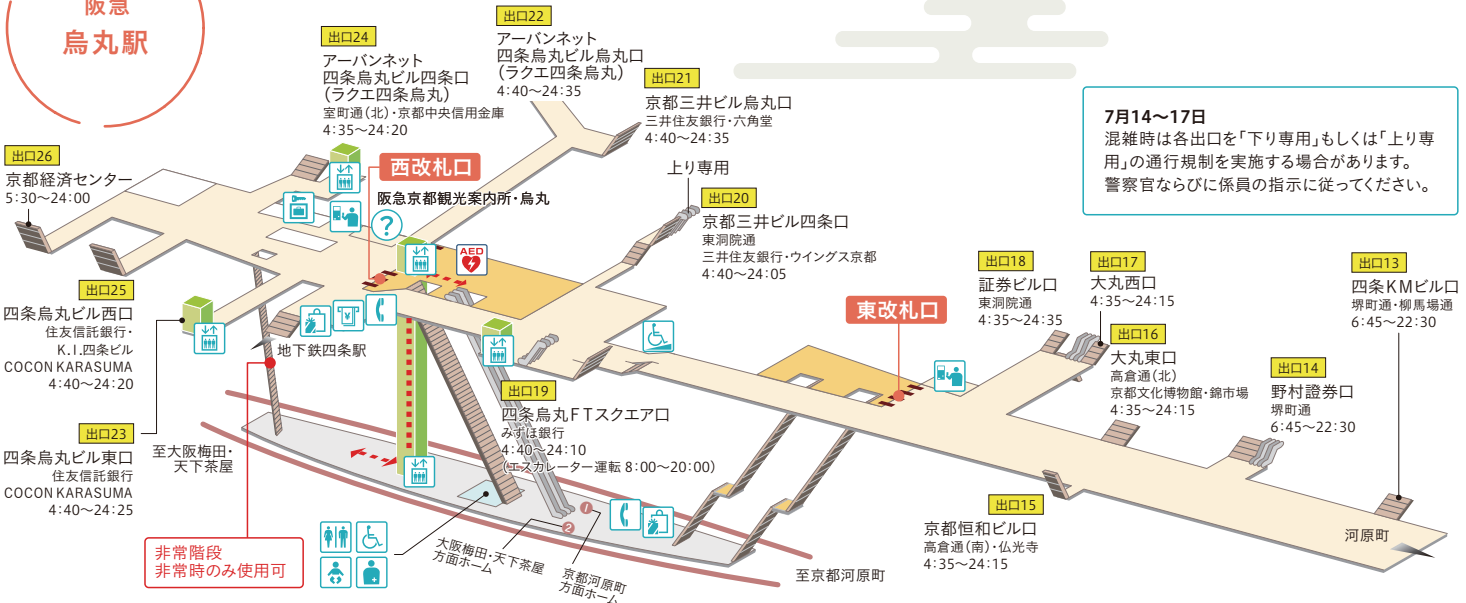 阪急
烏丸駅
出口24
アーバンネット
四条烏丸ビル四条口
(ラクエ四条烏丸)
室町通(北)・京都中央信用金庫
4:35〜24:20
出口22
アーバンネット
四条烏丸ビル烏丸口
(ラクエ四条烏丸)
4:40〜24:35
出口21
京都三井ビル烏丸口
三井住友銀行・六角堂
4:40〜24:35
7月14〜17日
混雑時は各出口を「下り専用」もしくは「上り専
用」の通行規制を実施する場合があります。
警察官ならびに係員の指示に従ってください。
出口26
京都経済センター
5:30〜24:00
西改札口
阪急京都観光案内所・烏丸
?
AED
上り専用
出口20
京都三井ビル四条口
東洞院通
三井住友銀行・ウイングス京都
4:40〜24:05
出口18
証券ビル口
東洞院通
4:35〜24:35
出口17
大丸西口
4:35〜24:15
出口13
四条KMビル口
堺町通・柳馬場通
6:45〜22:30
出口25
四条烏丸ビル西口
住友信託銀行・
K.I.四条ビル
COCON KARASUMA
4:40〜24:20
地下鉄四条駅
¥
東改札口
出口16
大丸東口
高倉通(北)
京都文化博物館・錦市場
4:35〜24:15
出口14
野村證券口
堺町通
6:45〜22:30
出口19
四条烏丸FTスクエア口
みずほ銀行
4:40〜24:10
(エスカレーター運転 8:00〜20:00)
出口23
四条烏丸ビル東口
住友信託銀行
COCON KARASUMA
4:40〜24:25
至大阪梅田・
天下茶屋
出口15
京都恒和ビル口
高倉通(南)・仏光寺
4:35〜24:15
河原町
非常階段
非常時のみ使用可
1
2
大阪梅田・天下茶屋
方面ホーム
京都河原町
方面ホーム
至京都河原町